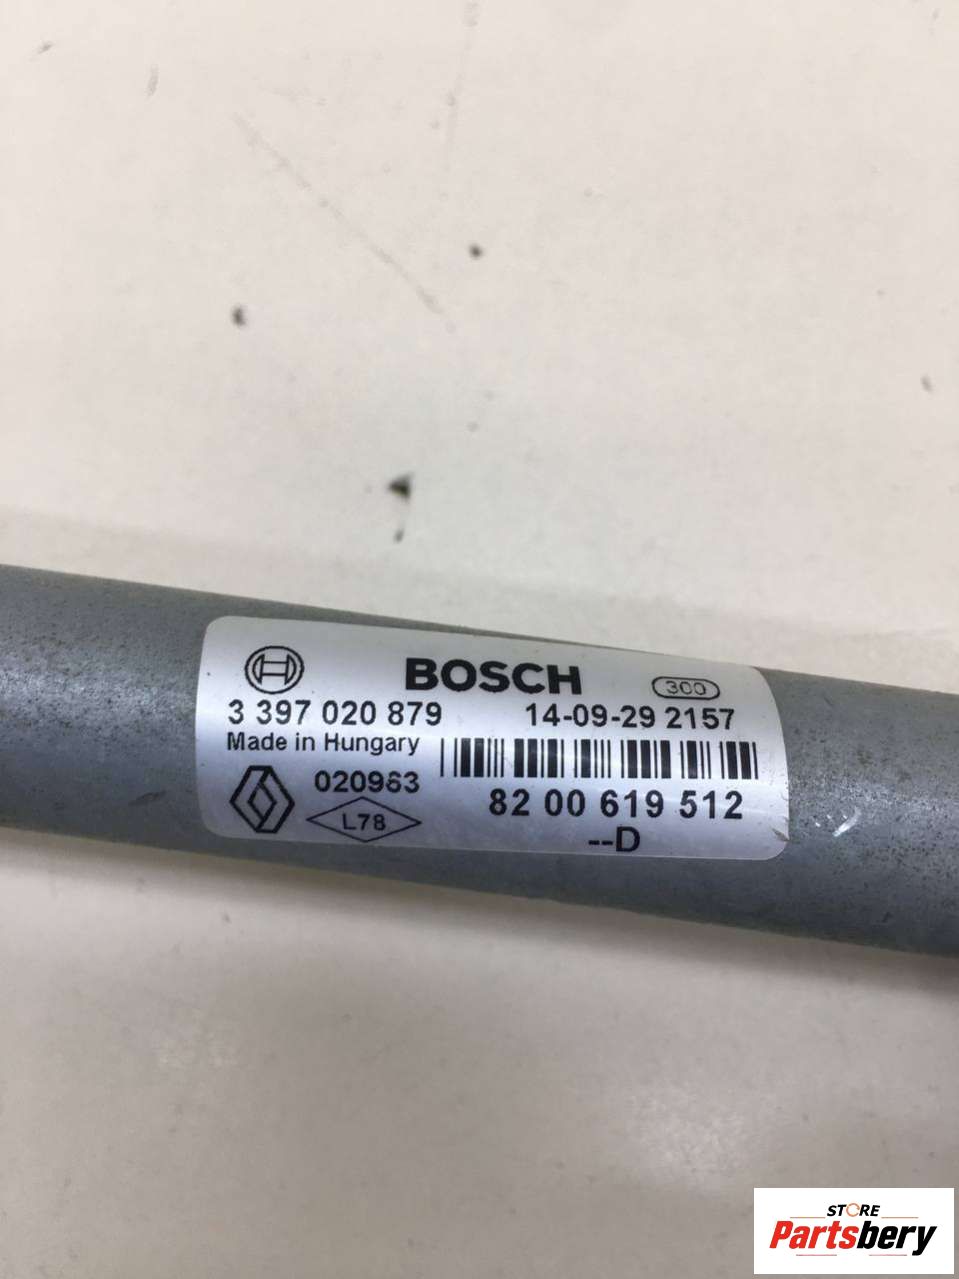 BOSCH
300
3 397 020 879
14-09-29 2157
Made in Hungary
020963
L78
82 00 619 512
--D
STORE
Partsbery